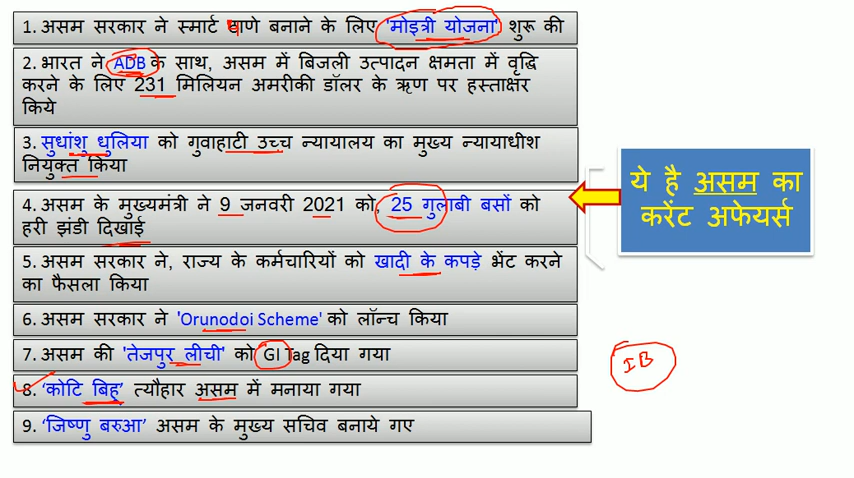 1. असम सरकार ने स्मार्ट थाणे बनाने के लिए 'मोइत्री योजना' शुरू की
2. भारत ने ADB के साथ, असम में बिजली उत्पादन क्षमता में वृद्धि
करने के लिए 231 मिलियन अमरीकी डॉलर के ऋण पर हस्ताक्षर
किये
3. सुधांशु धुलिया को गुवाहाटी उच्च न्यायालय का मुख्य न्यायाधीश
नियुक्त किया
4. असम के मुख्यमंत्री ने 9 जनवरी 2021 को, 25 गुलाबी बसों को
हरी झंडी दिखाई
ये है असम का
करेंट अफेयर्स
5. असम सरकार ने, राज्य के कर्मचारियों को खादी के कपड़े भेंट करने
का फैसला किया
6. असम सरकार ने 'Orunodoi Scheme' को लॉन्च किया
7. असम की 'तेजपुर लीची' को GI Tag दिया गया
IB
8. ‘कोटि बिहू’ त्यौहार असम में मनाया गया
9. ‘जिष्णु बरुआ’ असम के मुख्य सचिव बनाये गए